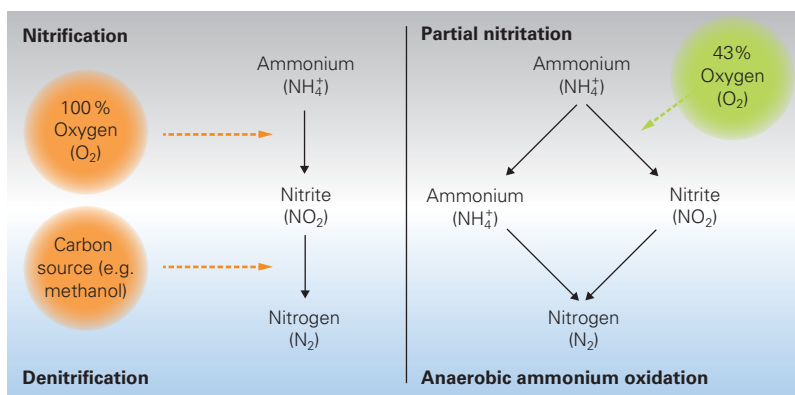 Nitrification
Ammonium
(NH₄⁺)
100 %
Oxygen
(O₂)
Nitrite
(NO₂)
Carbon
source (e.g.
methanol)
Nitrogen
(N₂)
Denitrification
Partial nitritation
43 %
Oxygen
(O₂)
Ammonium
(NH₄⁺)
Ammonium
(NH₄⁺)
Nitrite
(NO₂)
Nitrogen
(N₂)
Anaerobic ammonium oxidation